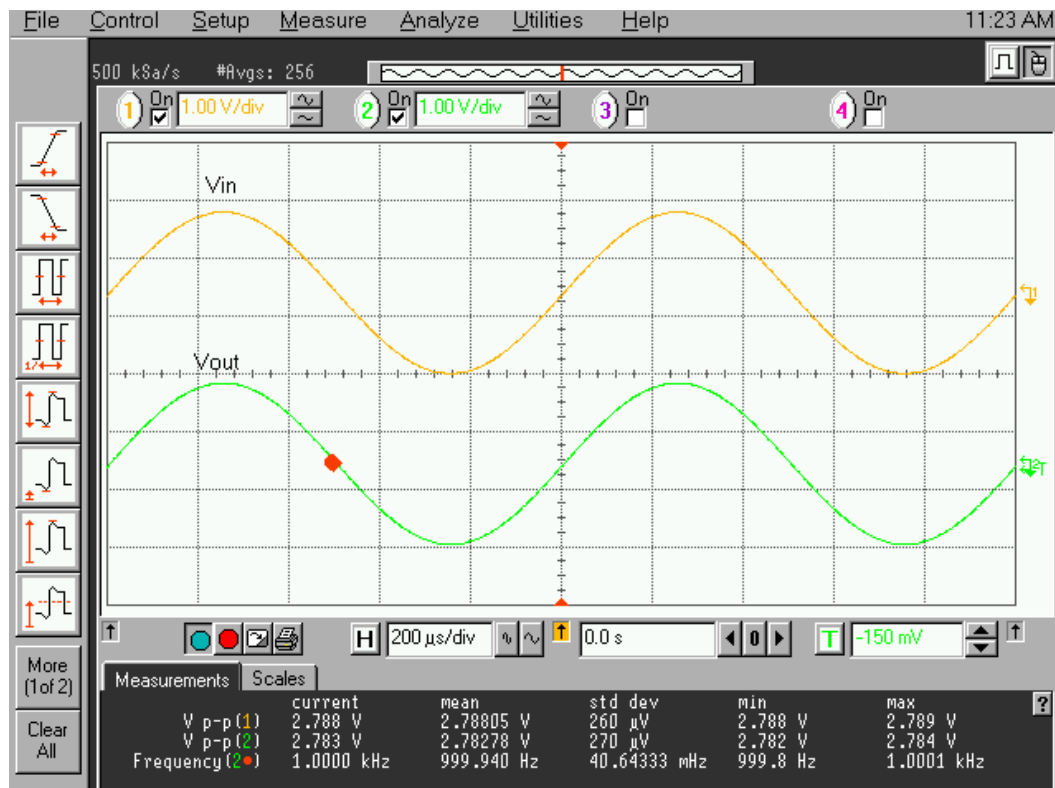 File Control Setup Measure Analyze Utilities Help 11:23 AM
500 kSa/s #Avgs: 256
1 On 1.00 V/div 2 On 1.00 V/div 3 On 4 On
Vin
1
Vout
2 T
H 200 µs/div 0.0 s 0 T -150 mV
More
(1of 2)
Clear
All
Measurements Scales
current mean std dev min max ?
V p-p(1) 2.788 V 2.78805 V 260 µV 2.788 V 2.789 V
V p-p(2) 2.783 V 2.78278 V 270 µV 2.782 V 2.784 V
Frequency(2●) 1.0000 kHz 999.940 Hz 40.64333 mHz 999.8 Hz 1.0001 kHz